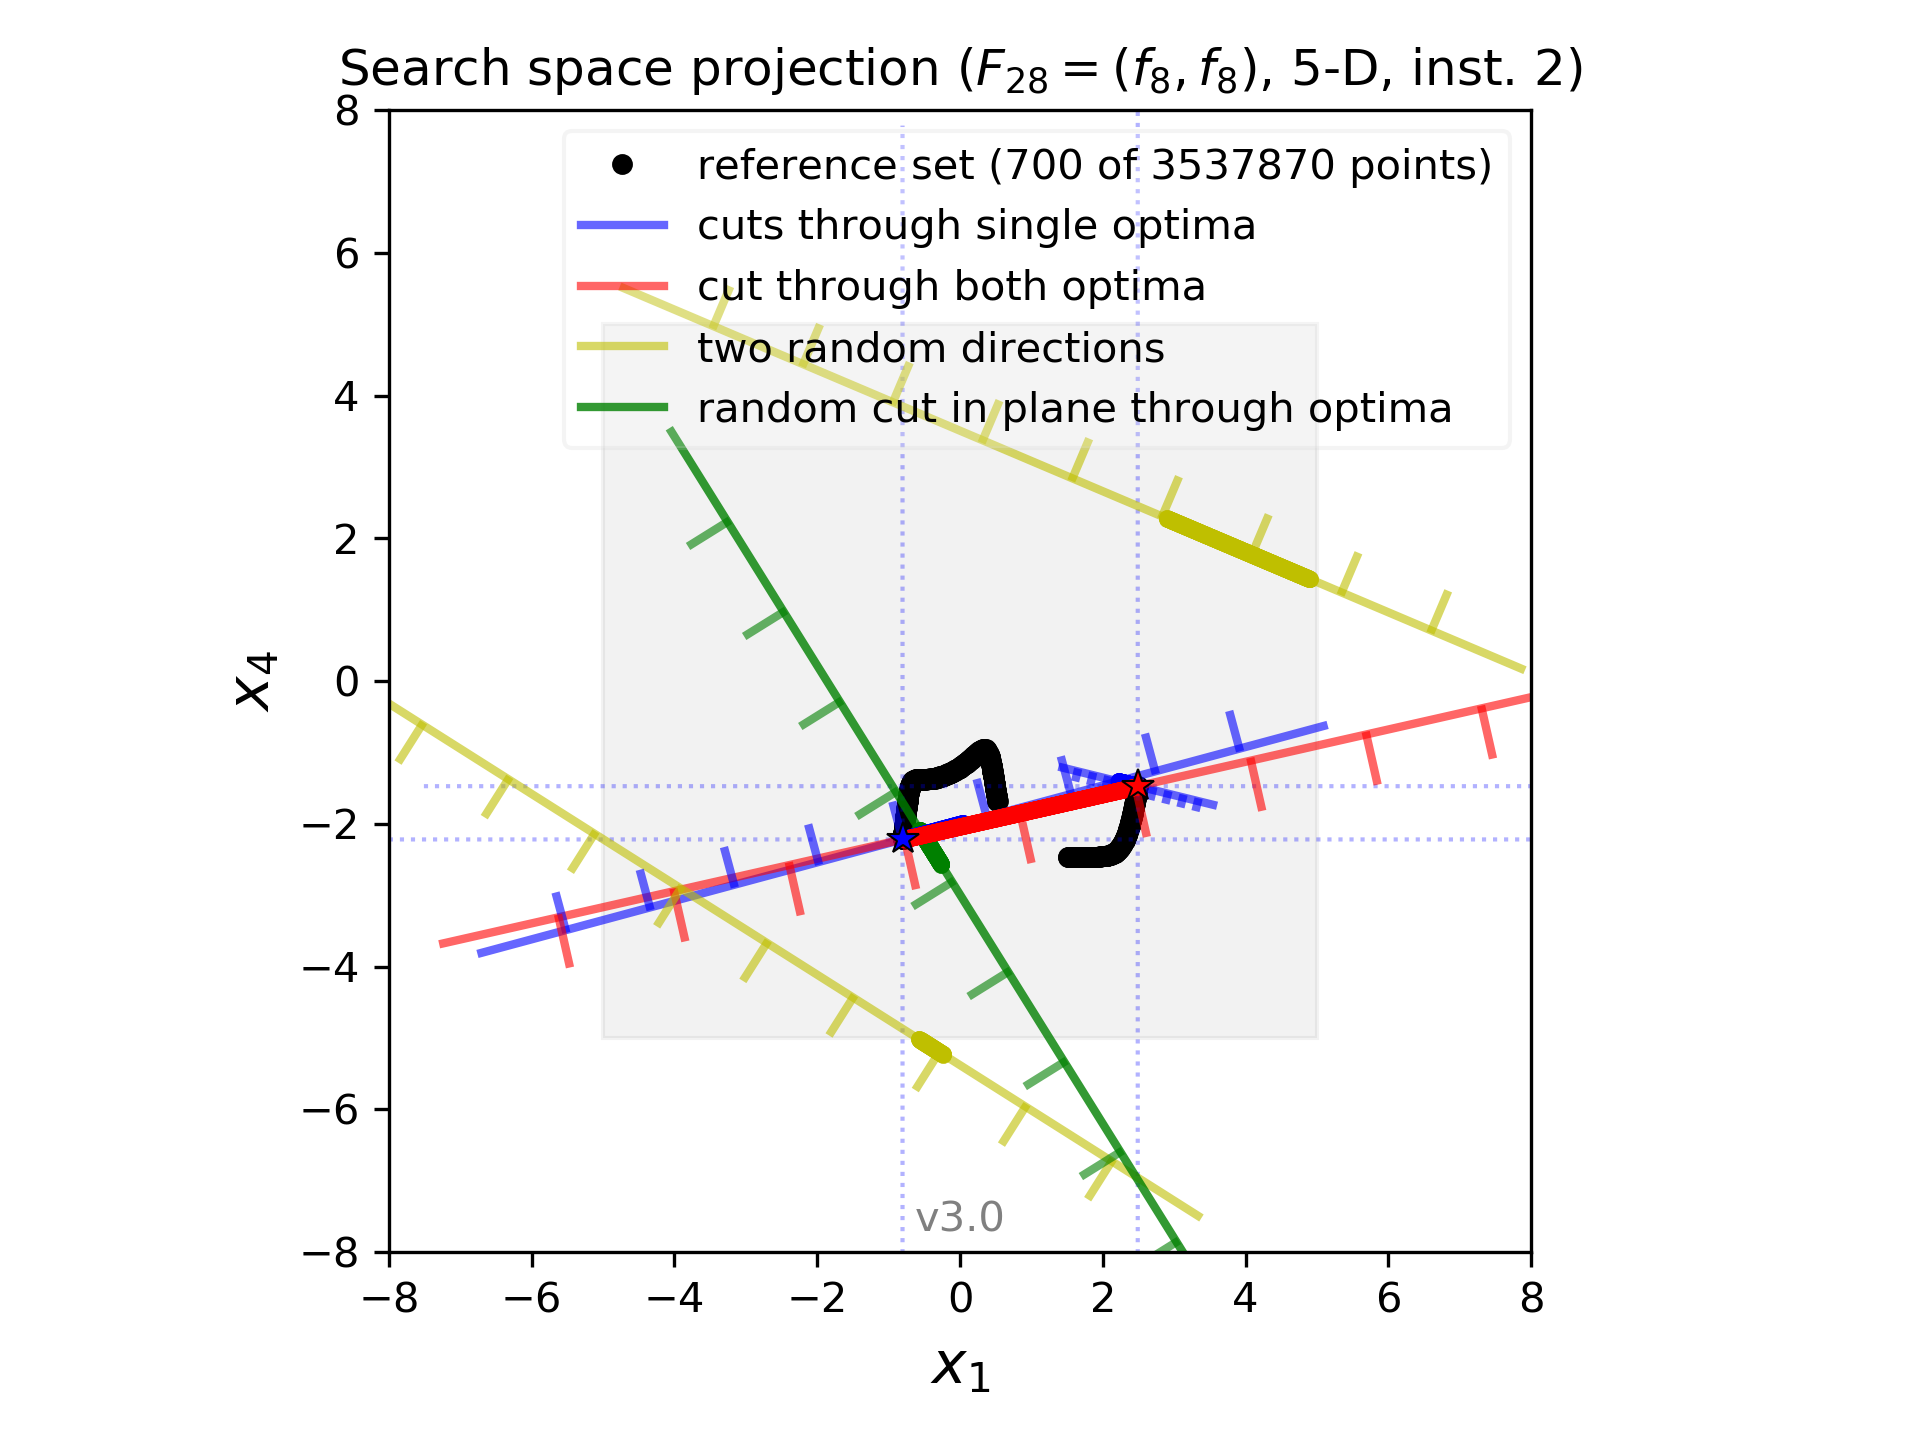 Search space projection (F₂₈ = (f₈, f₈), 5-D, inst. 2)
reference set (700 of 3537870 points)
cuts through single optima
cut through both optima
two random directions
random cut in plane through optima
8
6
4
2
0
−2
−4
−6
−8
x₄
v3.0
−8 −6 −4 −2 0 2 4 6 8
x₁